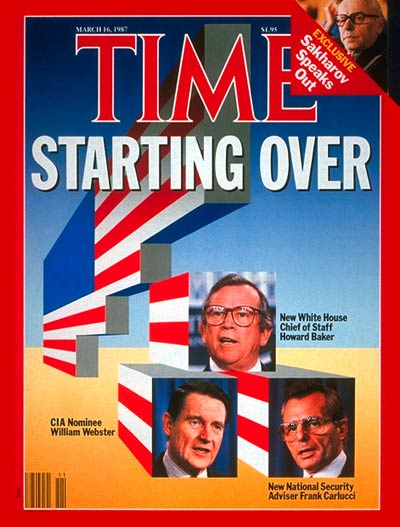 MARCH 16, 1987
$1.95
EXCLUSIVE
Sakharov
Speaks
Out
TIME
STARTING OVER
New White House
Chief of Staff
Howard Baker
CIA Nominee
William Webster
New National Security
Adviser Frank Carlucci
11